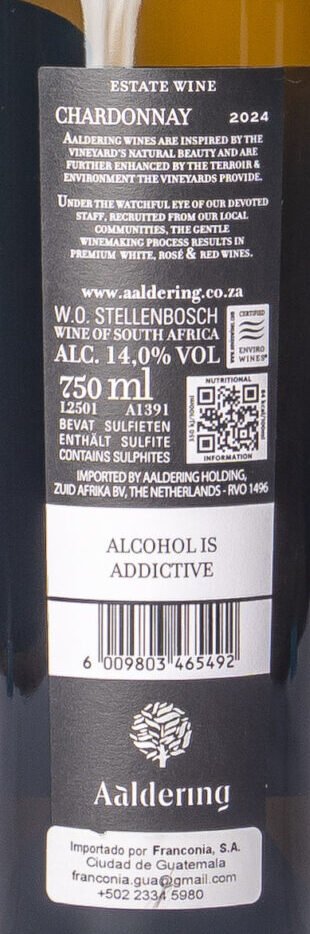 ESTATE WINE
CHARDONNAY 2024
AALDERING WINES ARE INSPIRED BY THE
VINEYARD'S NATURAL BEAUTY AND ARE
FURTHER ENHANCED BY THE TERROIR &
ENVIRONMENT THE VINEYARDS PROVIDE.
UNDER THE WATCHFUL EYE OF OUR DEVOTED
STAFF, RECRUITED FROM OUR LOCAL
COMMUNITIES, THE GENTLE
WINEMAKING PROCESS RESULTS IN
PREMIUM WHITE, ROSÉ & RED WINES.
www.aaldering.co.za
W.O. STELLENBOSCH
WINE OF SOUTH AFRICA
ALC. 14,0% VOL
CERTIFIED
ENVIRO
WINES
750 ml
L2501 A1391
BEVAT SULFIETEN
ENTHÄLT SULFITE
CONTAINS SULPHITES
NUTRITIONAL
INFORMATION
IMPORTED BY AALDERING HOLDING,
ZUID AFRIKA BV, THE NETHERLANDS - RVO 1496
ALCOHOL IS
ADDICTIVE
6 009803 465492
Aaldering
Importado por Franconia, S.A.
Ciudad de Guatemala
franconia.gua@gmail.com
+502 2334 5980